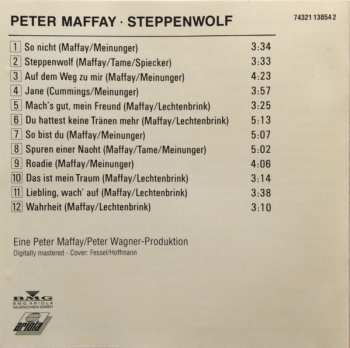 PETER MAFFAY · STEPPENWOLF 74321 13854 2
1 So nicht (Maffay/Meinunger) 3:34
2 Steppenwolf (Maffay/Tame/Spiecker) 3:33
3 Auf dem Weg zu mir (Maffay/Meinunger) 4:23
4 Jane (Cummings/Meinunger) 3:57
5 Mach's gut, mein Freund (Maffay/Lechtenbrink) 3:25
6 Du hattest keine Tränen mehr (Maffay/Lechtenbrink) 5:13
7 So bist du (Maffay/Meinunger) 5:07
8 Spuren einer Nacht (Maffay/Tame/Meinunger) 5:02
9 Roadie (Maffay/Meinunger) 4:06
10 Das ist mein Traum (Maffay/Lechtenbrink) 3:14
11 Liebling, wach' auf (Maffay/Lechtenbrink) 3:38
12 Wahrheit (Maffay/Lechtenbrink) 3:10
Eine Peter Maffay/Peter Wagner-Produktion
Digitally mastered · Cover: Fessel/Hoffmann
BMG
BMG ARIOLA
ariola